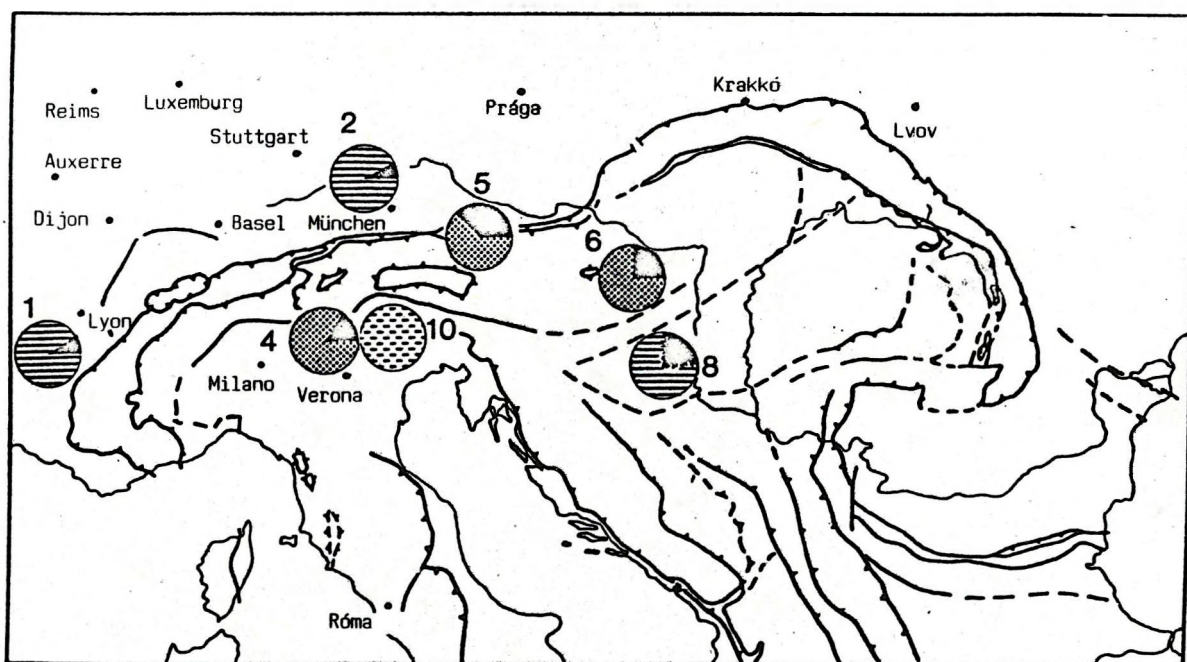 Krakkó
Reims
Luxemburg
Prága
Lvov
Stuttgart
2
Auxerre
5
Dijon
Basel
München
6
1
Lyon
4
10
8
Milano
Verona
Róma